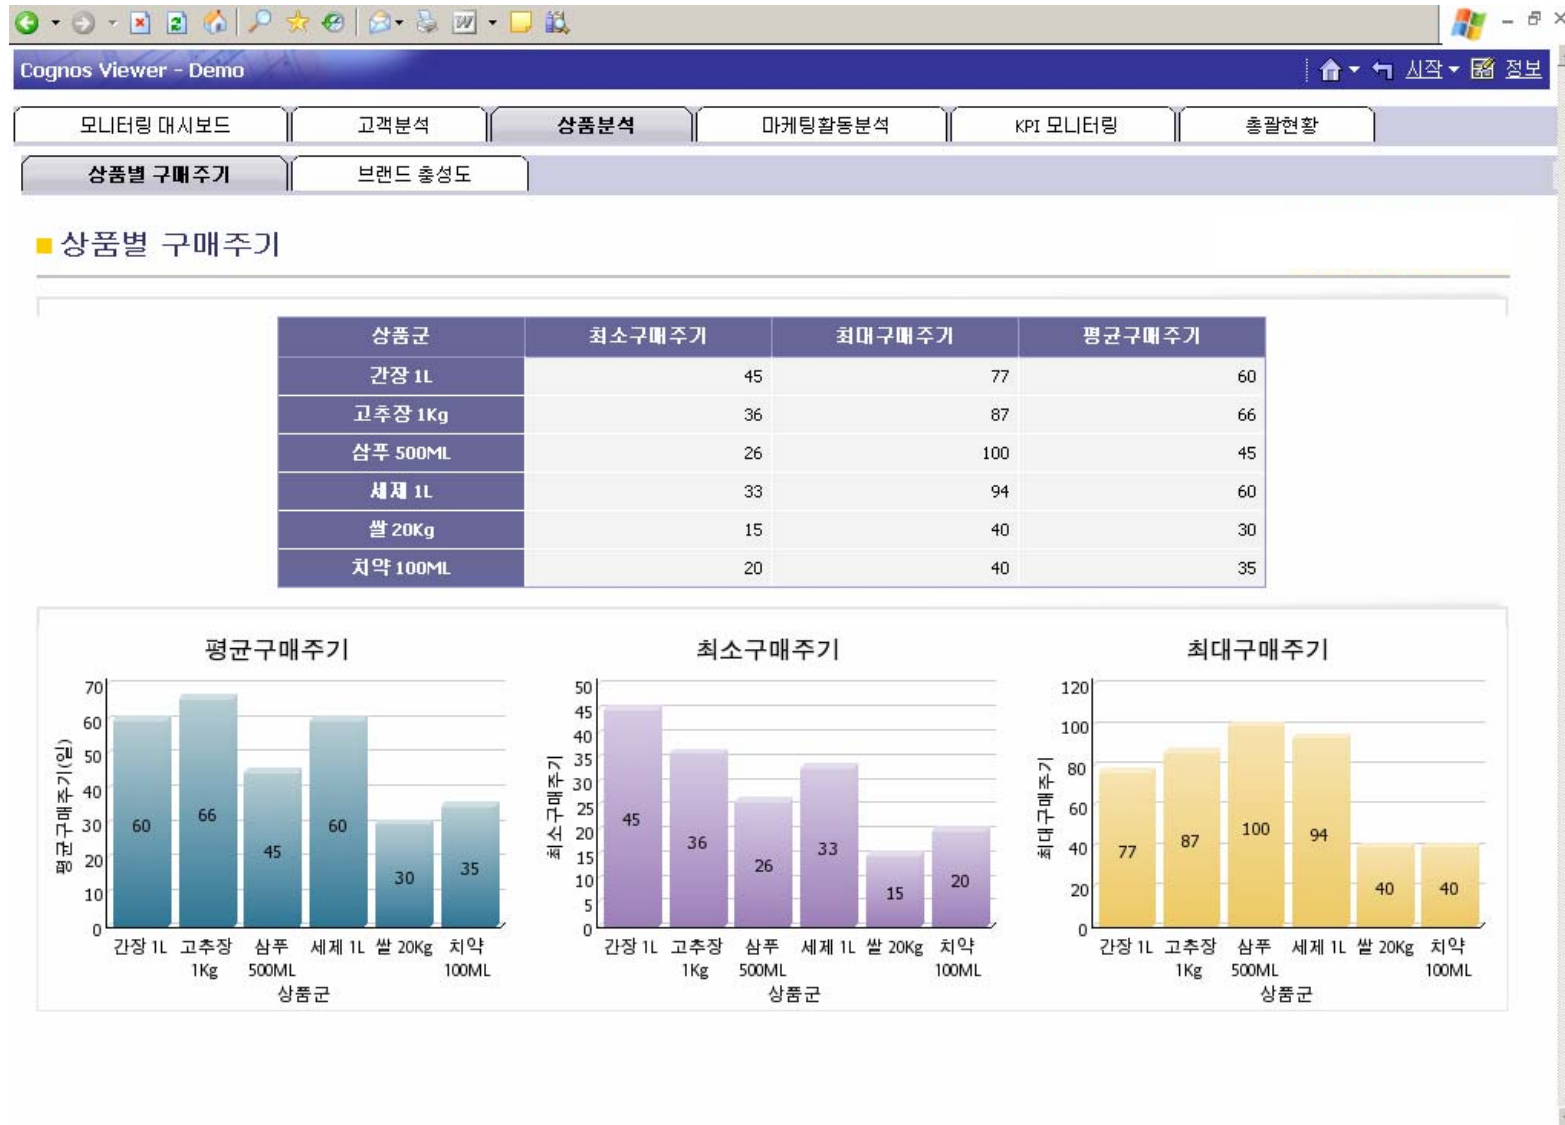 Cognos Viewer - Demo
시작 정보
모니터링 대시보드 고객분석 상품분석 마케팅활동분석 KPI 모니터링 총괄현황
상품별 구매주기 브랜드 충성도
상품별 구매주기
상품군 최소구매주기 최대구매주기 평균구매주기
간장 1L 45 77 60
고추장 1Kg 36 87 66
삼푸 500ML 26 100 45
세제 1L 33 94 60
쌀 20Kg 15 40 30
치약 100ML 20 40 35
평균구매주기
평균구매주기(일)
70
60
50
40
30
20
10
0
60 66 45 60 30 35
간장 1L 고추장 삼푸 세제 1L 쌀 20Kg 치약
1Kg 500ML 100ML
상품군
최소구매주기
최소구매주기
50
45
40
35
30
25
20
15
10
5
0
45 36 26 33 15 20
간장 1L 고추장 삼푸 세제 1L 쌀 20Kg 치약
1Kg 500ML 100ML
상품군
최대구매주기
최대구매주기
120
100
80
60
40
20
0
77 87 100 94 40 40
간장 1L 고추장 삼푸 세제 1L 쌀 20Kg 치약
1Kg 500ML 100ML
상품군